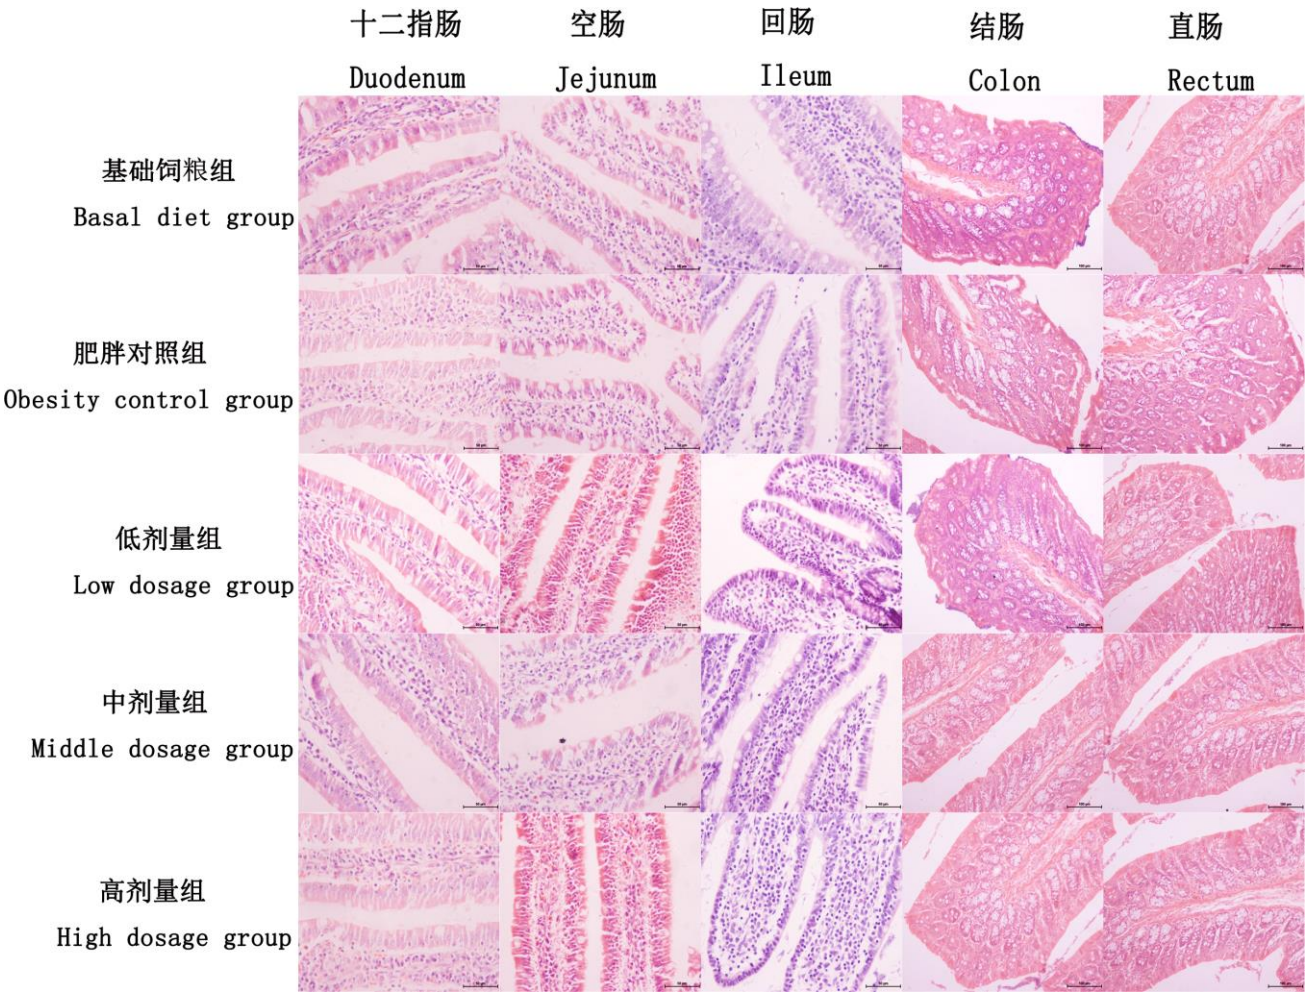 十二指肠 空肠 回肠 结肠 直肠
Duodenum Jejunum Ileum Colon Rectum
基础饲粮组
Basal diet group
肥胖对照组
Obesity control group
低剂量组
Low dosage group
中剂量组
Middle dosage group
高剂量组
High dosage group